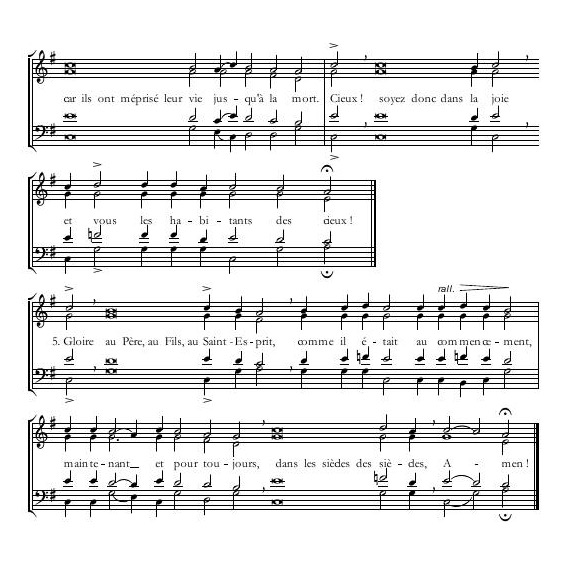 car ils ont méprisé leur vie jus - qu'à la mort. Cieux ! soyez donc dans la joie
et vous les ha - bi - tants des cieux !
rall.
5. Gloire au Père, au Fils, au Saint - Es - prit, comme il é - tait au commence - ment,
mainte - nant et pour tou - jours, dans les siècles des siè - cles, A - men !